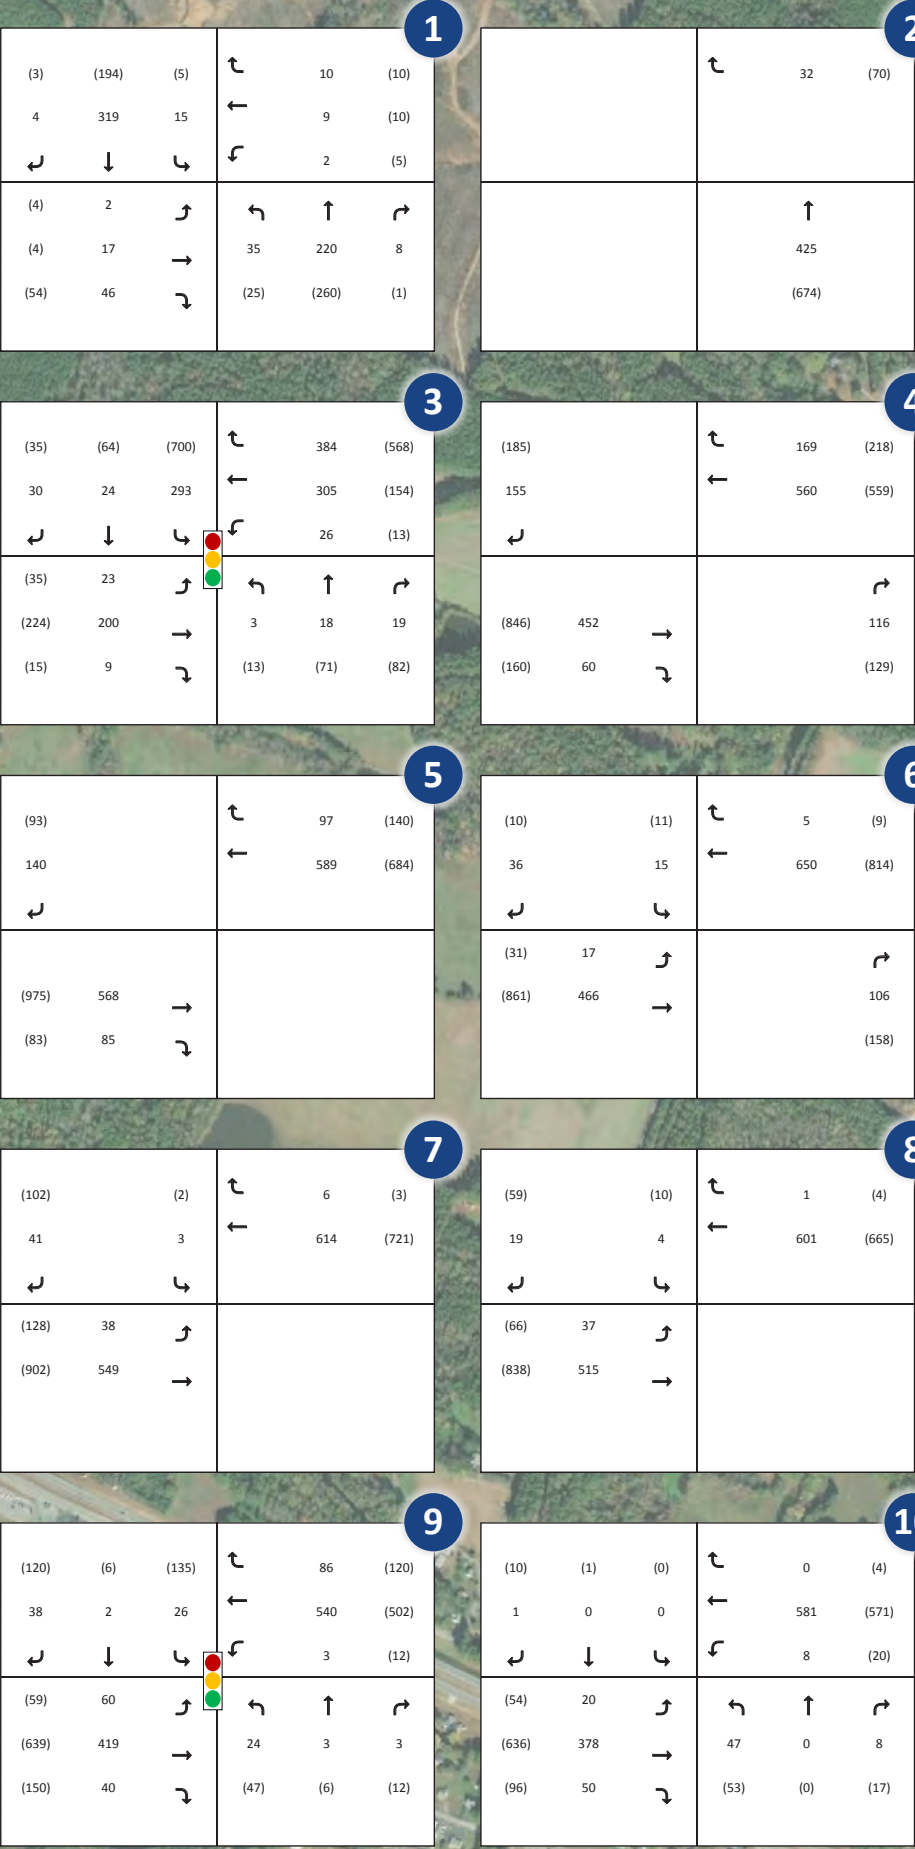 1
(3) (194) (5) 10 (10)
4 319 15 9 (10)
2 (5)
(4) 2
(4) 17 35 220 8
(54) 46 (25) (260) (1)
2
32 (70)
425
(674)
3
(35) (64) (700) 384 (568)
30 24 293 305 (154)
26 (13)
(35) 23
(224) 200 3 18 19
(15) 9 (13) (71) (82)
4
(185) 169 (218)
155 560 (559)
(846) 452 116
(160) 60 (129)
5
(93) 97 (140)
140 589 (684)
(975) 568
(83) 85
6
(10) (11) 5 (9)
36 15 650 (814)
(31) 17
(861) 466 106
(158)
7
(102) (2) 6 (3)
41 3 614 (721)
(128) 38
(902) 549
8
(59) (10) 1 (4)
19 4 601 (665)
(66) 37
(838) 515
9
(120) (6) (135) 86 (120)
38 2 26 540 (502)
3 (12)
(59) 60
(639) 419 24 3 3
(150) 40 (47) (6) (12)
10
(10) (1) (0) 0 (4)
1 0 0 581 (571)
8 (20)
(54) 20
(636) 378 47 0 8
(96) 50 (53) (0) (17)